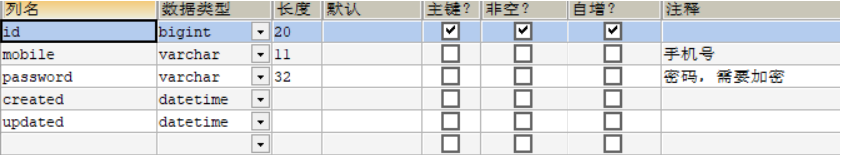 列名 数据类型 长度 默认 主键? 非空? 自增? 注释
id bigint 20
mobile varchar 11 手机号
password varchar 32 密码，需要加密
created datetime
updated datetime